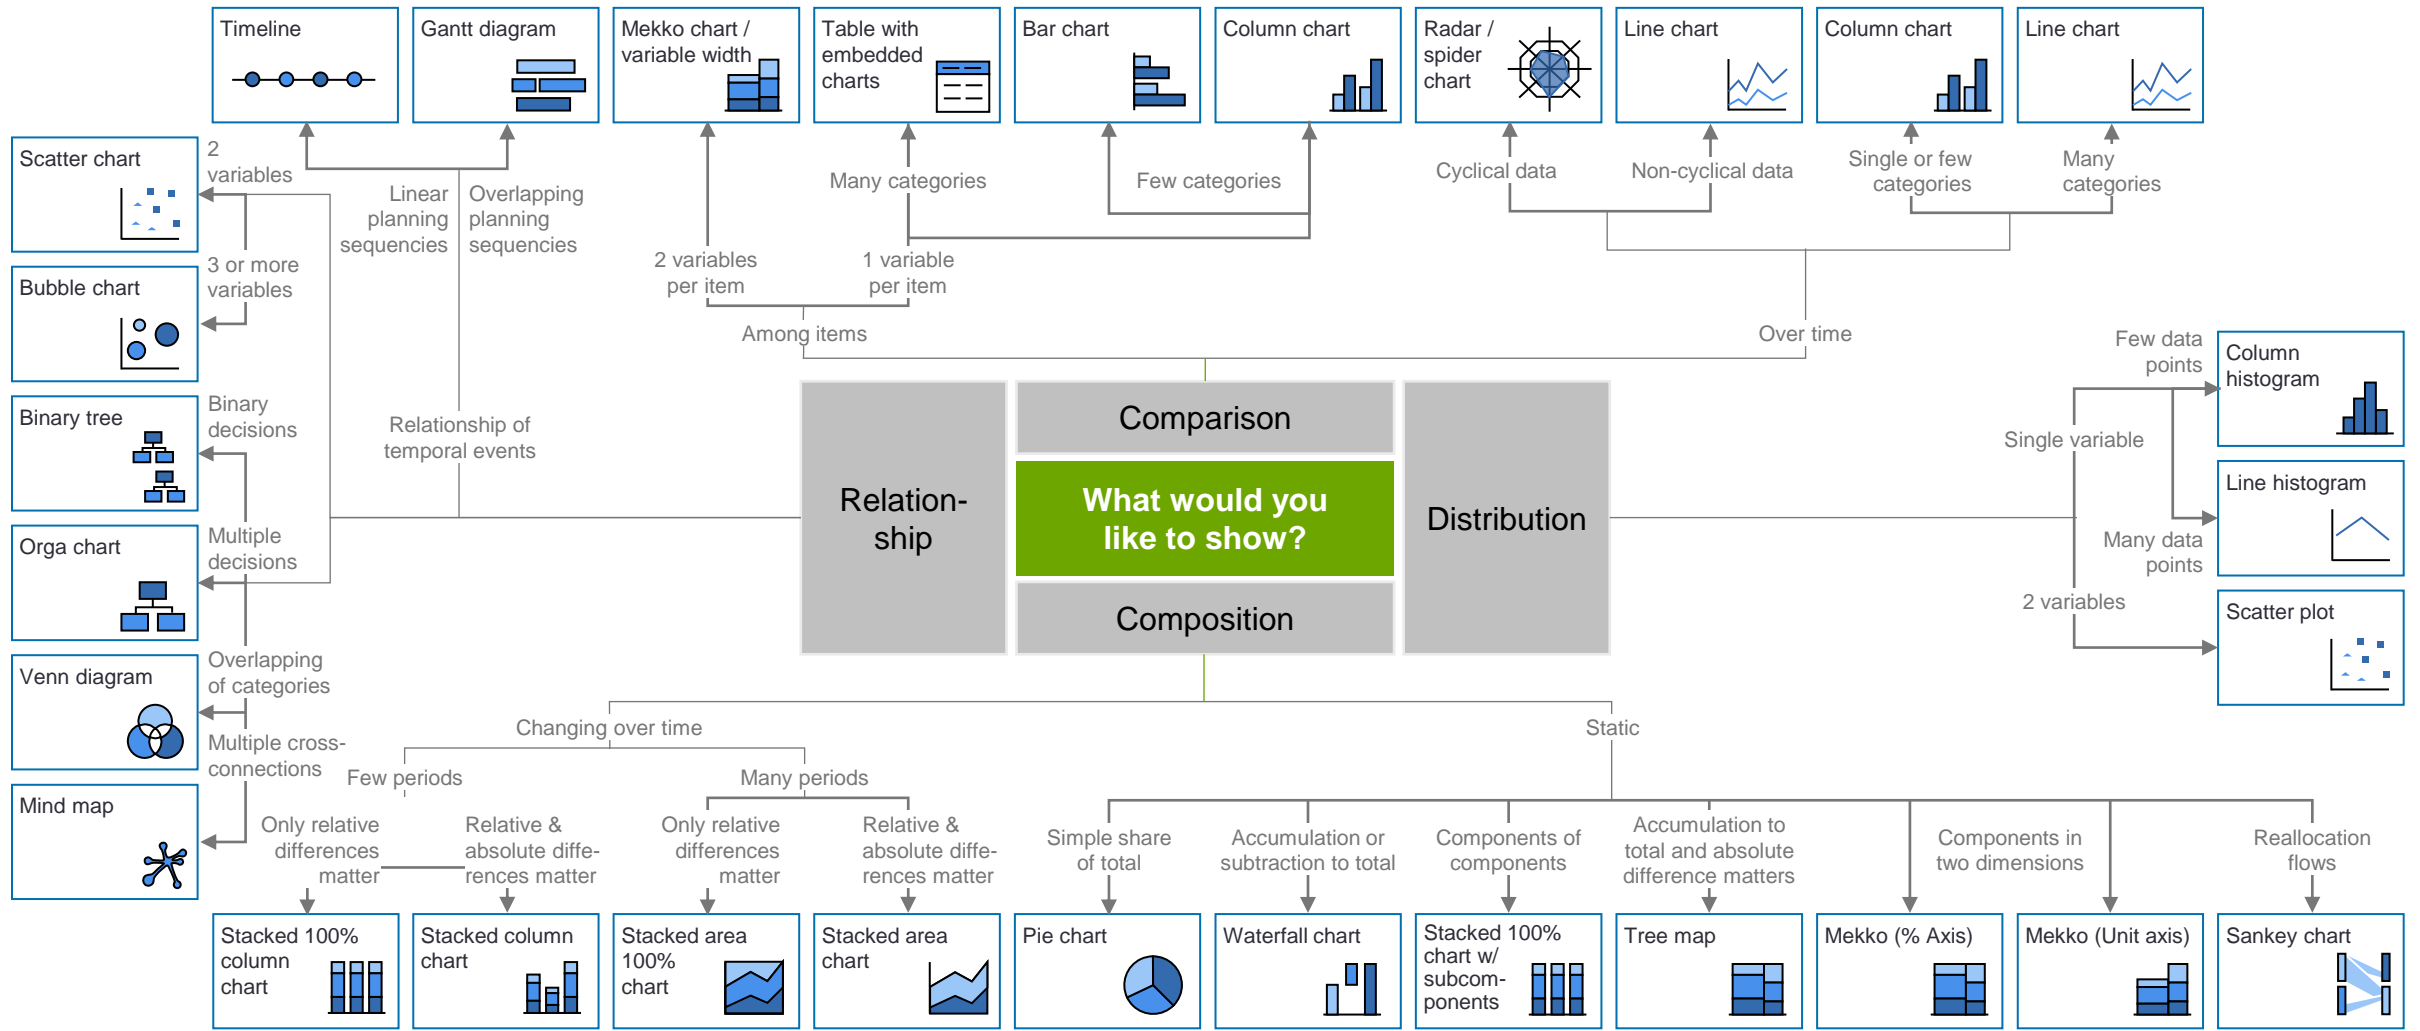 Timeline
Gantt diagram
Mekko chart /
variable width
Table with
embedded
charts
Bar chart
Column chart
Radar /
spider
chart
Line chart
Column chart
Line chart
Scatter chart
2
variables
Linear
planning
sequencies
Overlapping
planning
sequencies
Many categories
Few categories
Cyclical data
Non-cyclical data
Single or few
categories
Many
categories
Bubble chart
3 or more
variables
2 variables
per item
1 variable
per item
Among items
Over time
Binary tree
Binary
decisions
Relationship of
temporal events
Orga chart
Multiple
decisions
Venn diagram
Overlapping
of categories
Mind map
Multiple cross-
connections
Relation-
ship
Comparison
What would you
like to show?
Composition
Distribution
Single variable
2 variables
Few data
points
Many data
points
Column
histogram
Line histogram
Scatter plot
Changing over time
Static
Few periods
Many periods
Only relative
differences
matter
Relative &
absolute diffe-
rences matter
Only relative
differences
matter
Relative &
absolute diffe-
rences matter
Simple share
of total
Accumulation or
subtraction to total
Components of
components
Accumulation to
total and absolute
difference matters
Components in
two dimensions
Reallocation
flows
Stacked 100%
column
chart
Stacked column
chart
Stacked area
100%
chart
Stacked area
chart
Pie chart
Waterfall chart
Stacked 100%
chart w/
subcom-
ponents
Tree map
Mekko (% Axis)
Mekko (Unit axis)
Sankey chart